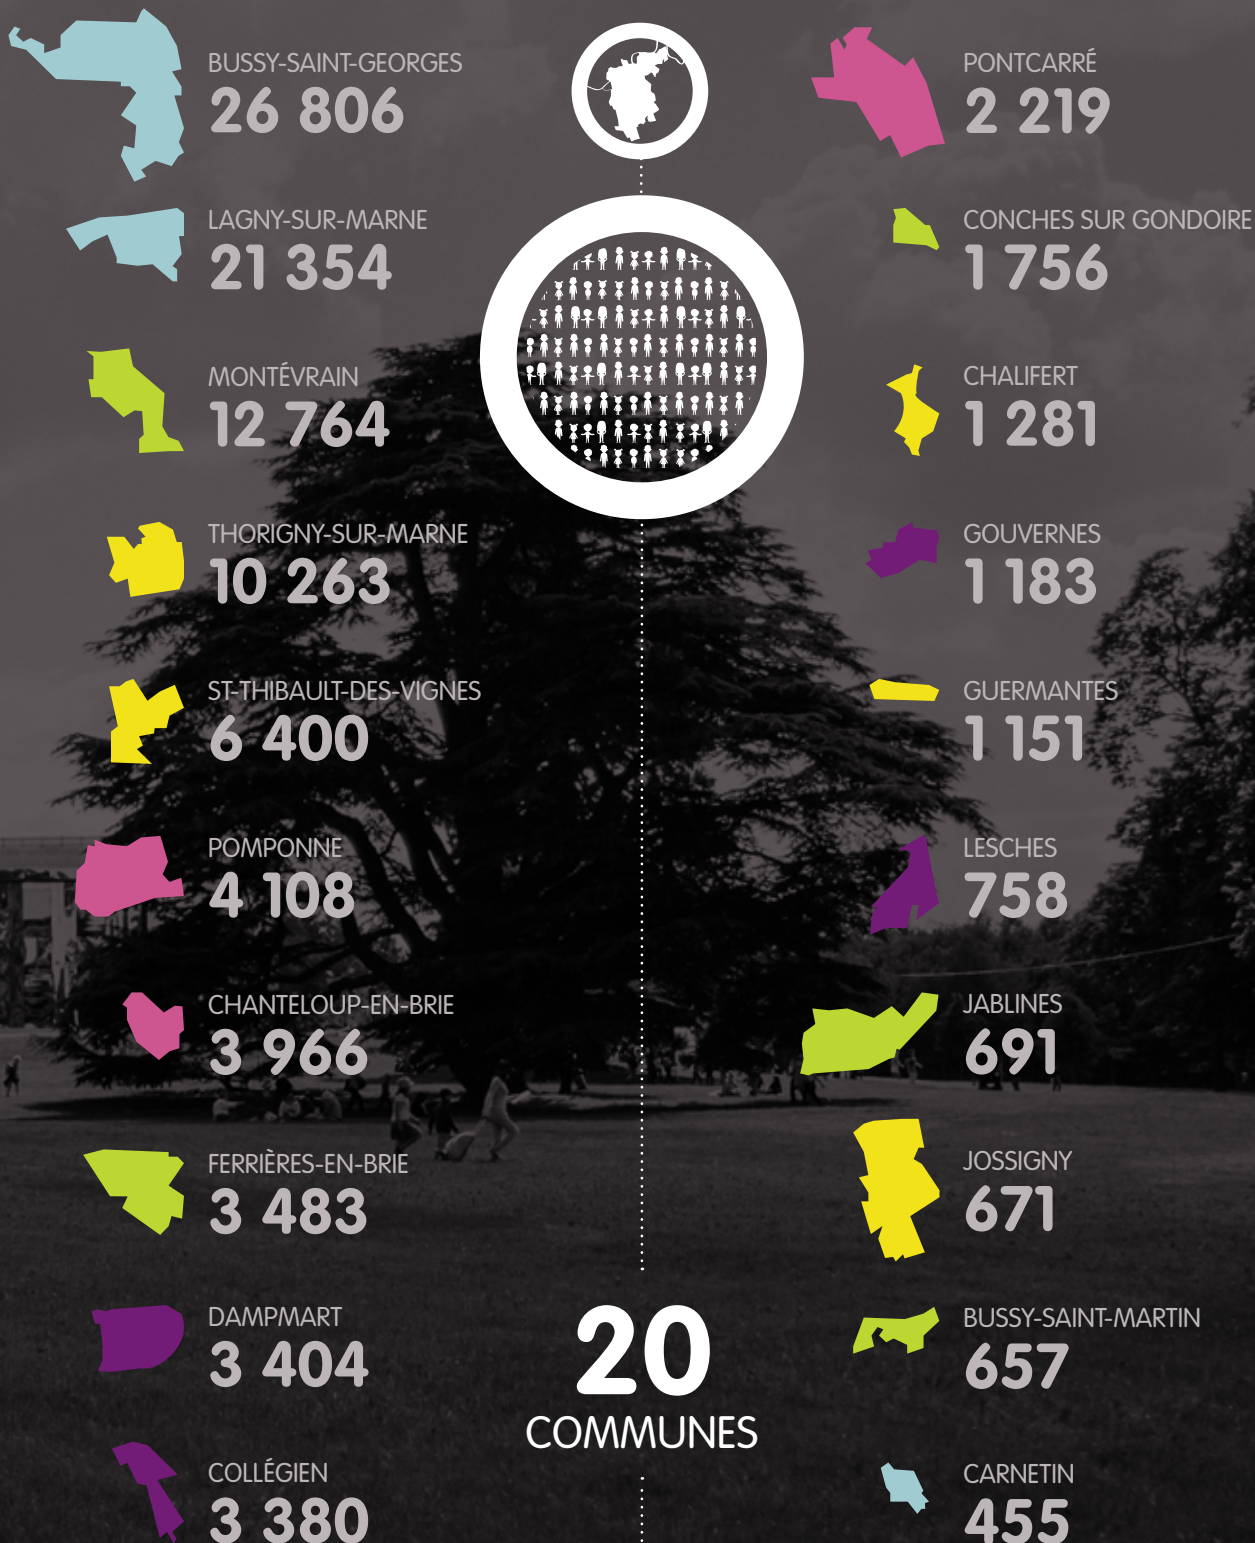 BUSSY-SAINT-GEORGES
26 806
LAGNY-SUR-MARNE
21 354
MONTÉVRAIN
12 764
THORIGNY-SUR-MARNE
10 263
ST-THIBAULT-DES-VIGNES
6 400
POMPONNE
4 108
CHANTELOUP-EN-BRIE
3 966
FERRIÈRES-EN-BRIE
3 483
DAMPMART
3 404
COLLÉGIEN
3 380
20
COMMUNES
PONTCARRÉ
2 219
CONCHES SUR GONDOIRE
1 756
CHALIFERT
1 281
GOUVERNES
1 183
GUERMANTES
1 151
LESCHES
758
JABLINES
691
JOSSIGNY
671
BUSSY-SAINT-MARTIN
657
CARNETIN
455